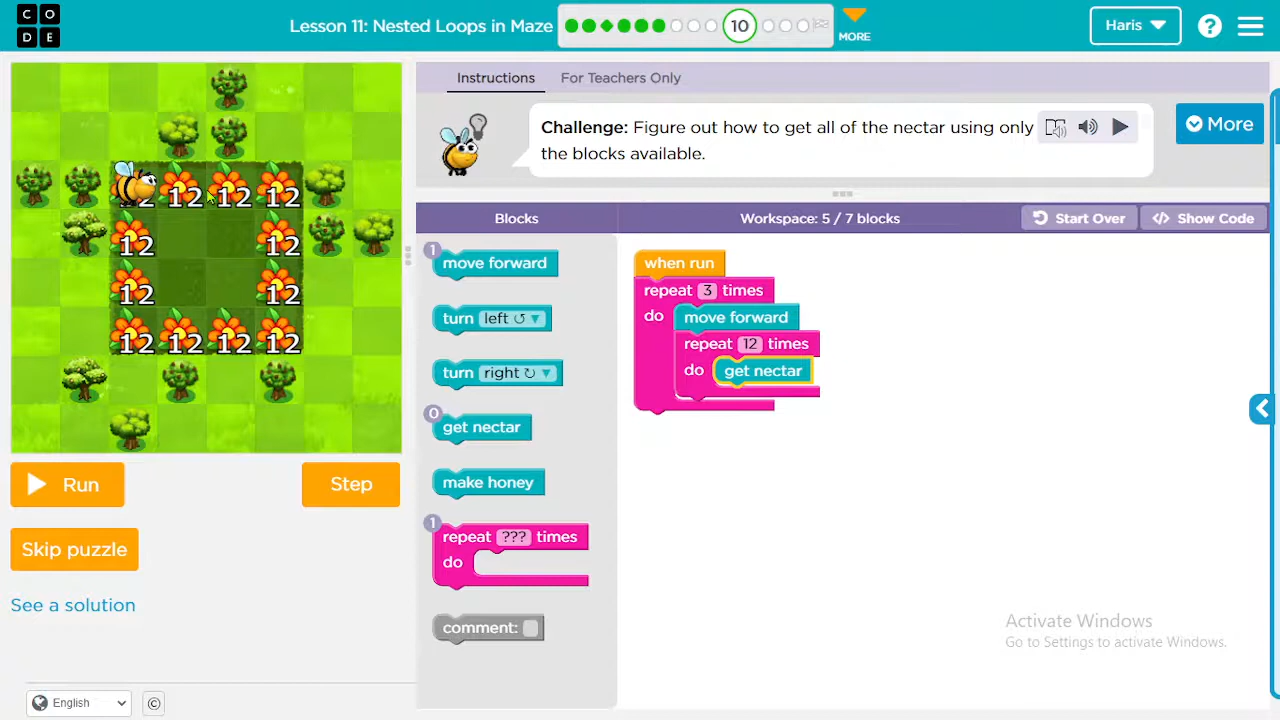 C O
D E
Lesson 11: Nested Loops in Maze
10
MORE
Haris
?
Instructions
For Teachers Only
Challenge: Figure out how to get all of the nectar using only
the blocks available.
More
Blocks
Workspace: 5 / 7 blocks
Start Over
</> Show Code
12 12 12 12
12 12
12 12
12 12 12 12
1
move forward
turn left ↺ ▼
turn right ↻ ▼
0
get nectar
make honey
1
repeat ??? times
do
comment:
when run
repeat 3 times
do move forward
repeat 12 times
do get nectar
Run
Step
Skip puzzle
See a solution
Activate Windows
Go to Settings to activate Windows.
English
©